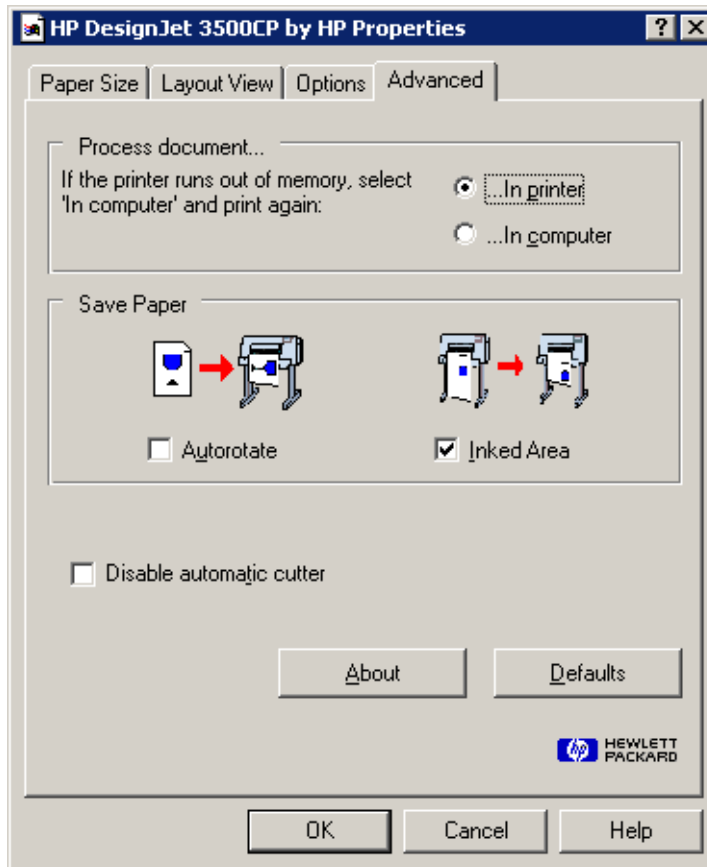 HP DesignJet 3500CP by HP Properties
Paper Size
Layout View
Options
Advanced
Process document...
If the printer runs out of memory, select
'In computer' and print again:
...In printer
...In computer
Save Paper
Autorotate
Inked Area
Disable automatic cutter
About
Defaults
hp HEWLETT
PACKARD
OK
Cancel
Help